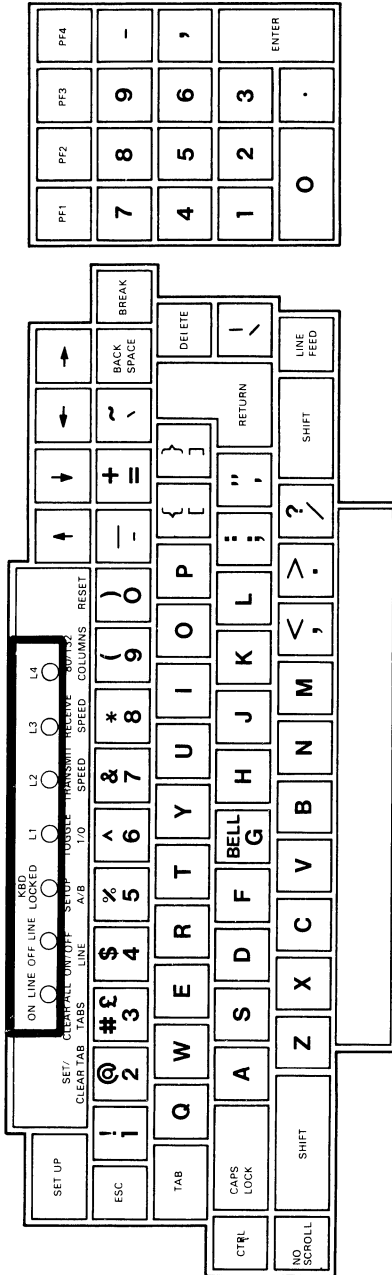 ON LINE OFF LINE KBD LOCKED L1 L2 L3 L4
SET UP SET/ CLEAR TAB CLEAR ALL TABS ON/OFF LINE SETUP A/B TOGGLE 1/0 TRANSMIT SPEED RECEIVE SPEED 80/132 COLUMNS RESET ↑ ↓ ← →
ESC ! 1 @ 2 # £ 3 $ 4 % 5 ^ 6 & 7 * 8 ( 9 ) 0 _ - + = ~ ` BACK SPACE BREAK
TAB Q W E R T Y U I O P { [ } ] DELETE
CTRL CAPS LOCK A S D F BELL G H J K L : ; " ' RETURN | \
NO SCROLL SHIFT Z X C V B N M < , > . ? / SHIFT LINE FEED
PF1 PF2 PF3 PF4
7 8 9 -
4 5 6 ,
1 2 3 ENTER
0 .